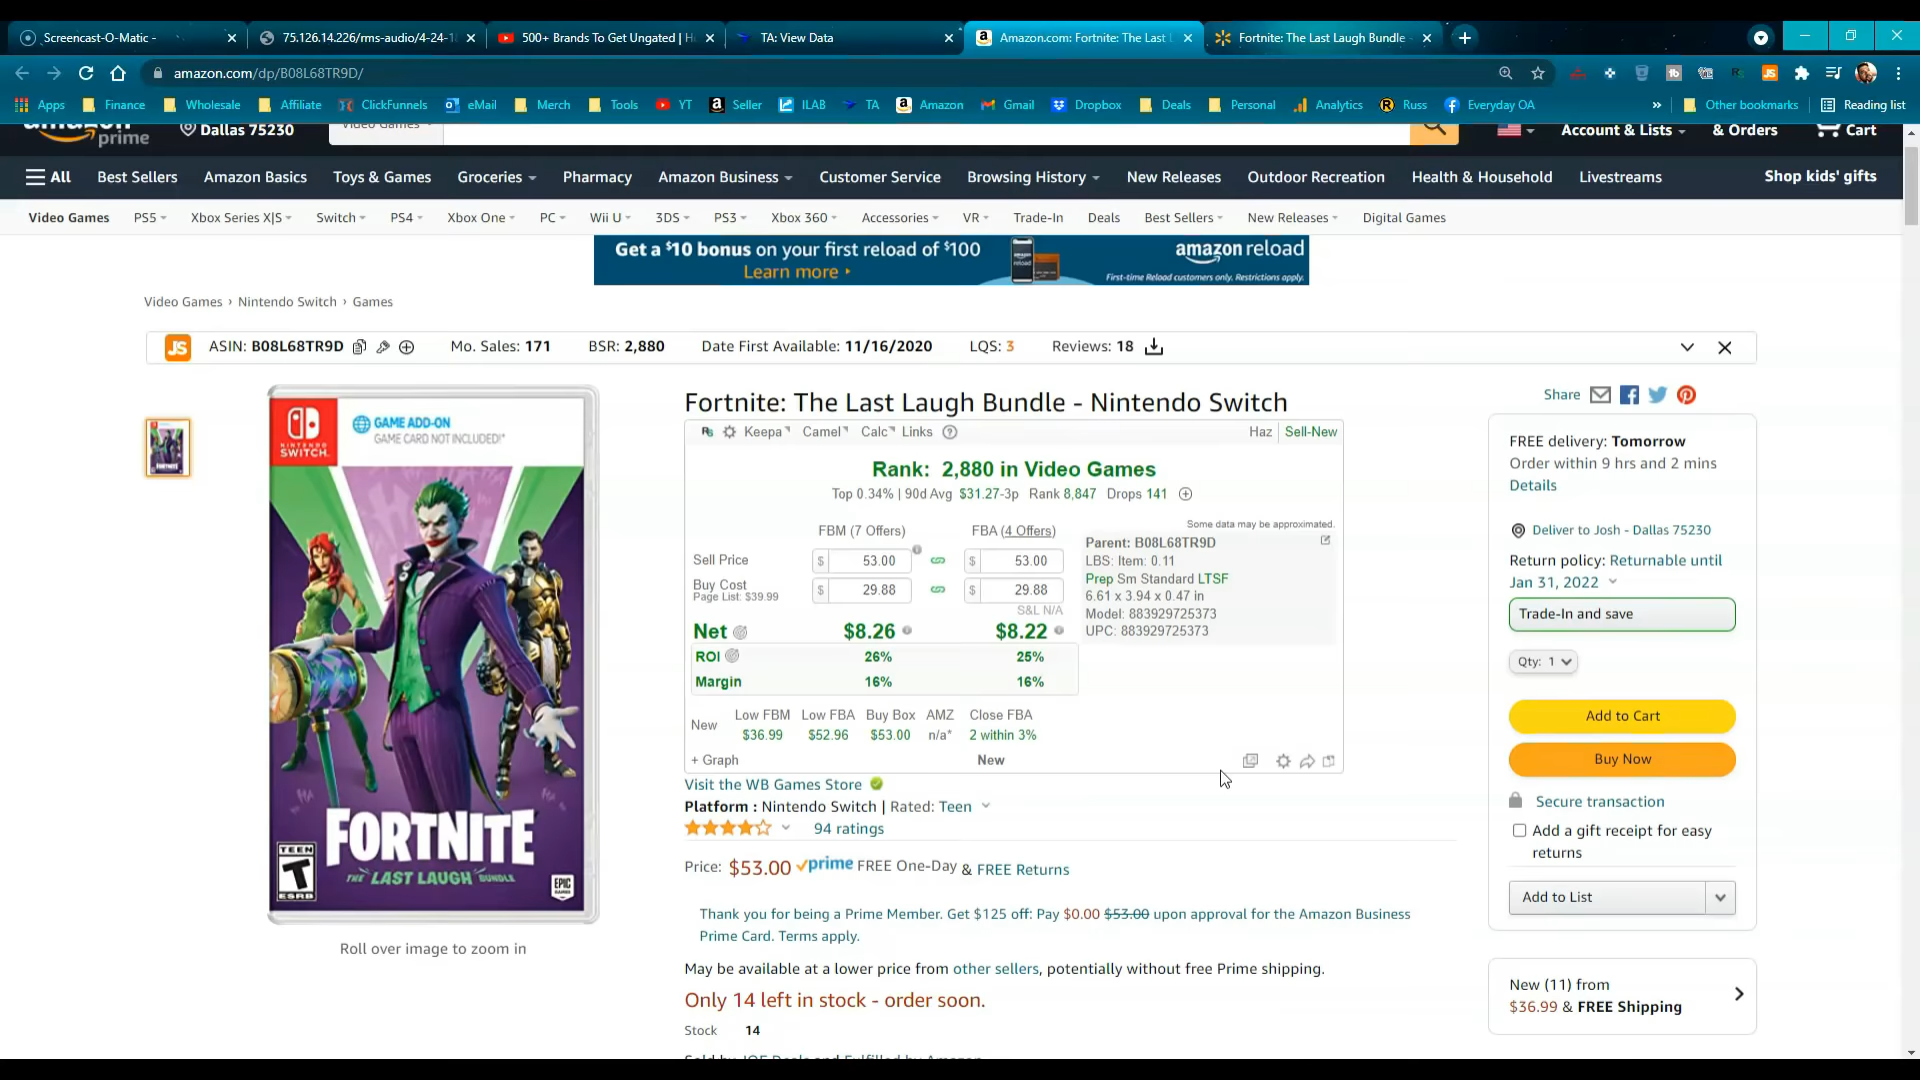 Screencast-O-Matic -
75.126.14.226/rms-audio/4-24-1
500+ Brands To Get Ungated | H
TA: View Data
Amazon.com: Fortnite: The Last L
Fortnite: The Last Laugh Bundle
amazon.com/dp/B08L68TR9D/
Apps Finance Wholesale Affiliate ClickFunnels eMail Merch Tools YT Seller ILAB TA Amazon Gmail Dropbox Deals Personal Analytics Russ Everyday OA » Other bookmarks Reading list
prime Dallas 75230 Video Games Account & Lists & Orders Cart
All Best Sellers Amazon Basics Toys & Games Groceries Pharmacy Amazon Business Customer Service Browsing History New Releases Outdoor Recreation Health & Household Livestreams Shop kids' gifts
Video Games PS5 Xbox Series X|S Switch PS4 Xbox One PC Wii U 3DS PS3 Xbox 360 Accessories VR Trade-In Deals Best Sellers New Releases Digital Games
Get a $10 bonus on your first reload of $100 amazon reload
Learn more First-time Reload customers only. Restrictions apply.
Video Games › Nintendo Switch › Games
JS ASIN: B08L68TR9D Mo. Sales: 171 BSR: 2,880 Date First Available: 11/16/2020 LQS: 3 Reviews: 18
NINTENDO SWITCH
GAME ADD-ON
GAME CARD NOT INCLUDED!*
FORTNITE
THE LAST LAUGH BUNDLE
TEEN
T
ESRB
EPIC GAMES
Roll over image to zoom in
Fortnite: The Last Laugh Bundle - Nintendo Switch
Keepa Camel Calc Links Haz Sell-New
Rank: 2,880 in Video Games
Top 0.34% | 90d Avg $31.27-3p Rank 8,847 Drops 141
Some data may be approximated.
FBM (7 Offers) FBA (4 Offers)
Sell Price $ 53.00 $ 53.00
Buy Cost $ 29.88 $ 29.88
Page List: $39.99
S&L N/A
Net $8.26 $8.22
ROI 26% 25%
Margin 16% 16%
Parent: B08L68TR9D
LBS: Item: 0.11
Prep Sm Standard LTSF
6.61 x 3.94 x 0.47 in
Model: 883929725373
UPC: 883929725373
Low FBM Low FBA Buy Box AMZ Close FBA
New $36.99 $52.96 $53.00 n/a* 2 within 3%
+ Graph New
Visit the WB Games Store
Platform : Nintendo Switch | Rated: Teen
94 ratings
Price: $53.00 prime FREE One-Day & FREE Returns
Thank you for being a Prime Member. Get $125 off: Pay $0.00 $53.00 upon approval for the Amazon Business
Prime Card. Terms apply.
May be available at a lower price from other sellers, potentially without free Prime shipping.
Only 14 left in stock - order soon.
Stock 14
Sold by JOE Deals and Fulfilled by Amazon
Share
FREE delivery: Tomorrow
Order within 9 hrs and 2 mins
Details
Deliver to Josh - Dallas 75230
Return policy: Returnable until
Jan 31, 2022
Trade-In and save
Qty: 1
Add to Cart
Buy Now
Secure transaction
Add a gift receipt for easy
returns
Add to List
New (11) from
$36.99 & FREE Shipping